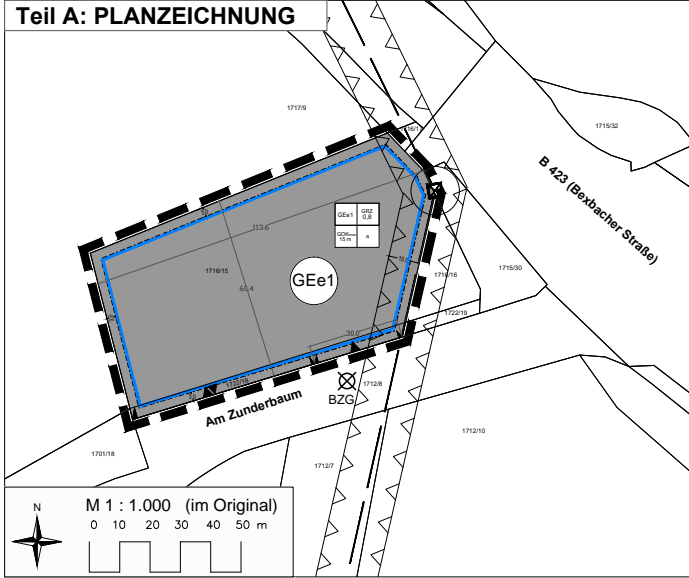 Teil A: PLANZEICHNUNG
1717/9
1715/32
B 423 (Bexbacher Straße)
113.6
GEe1
GRZ
0,8
GOKmax
15 m
a
1716/15
60.4
GEe1
1716/16
1715/30
1722/19
30.0
1712/8
BZG
Am Zunderbaum
1712/10
1701/18
1712/7
N
M 1 : 1.000 (im Original)
0 10 20 30 40 50 m